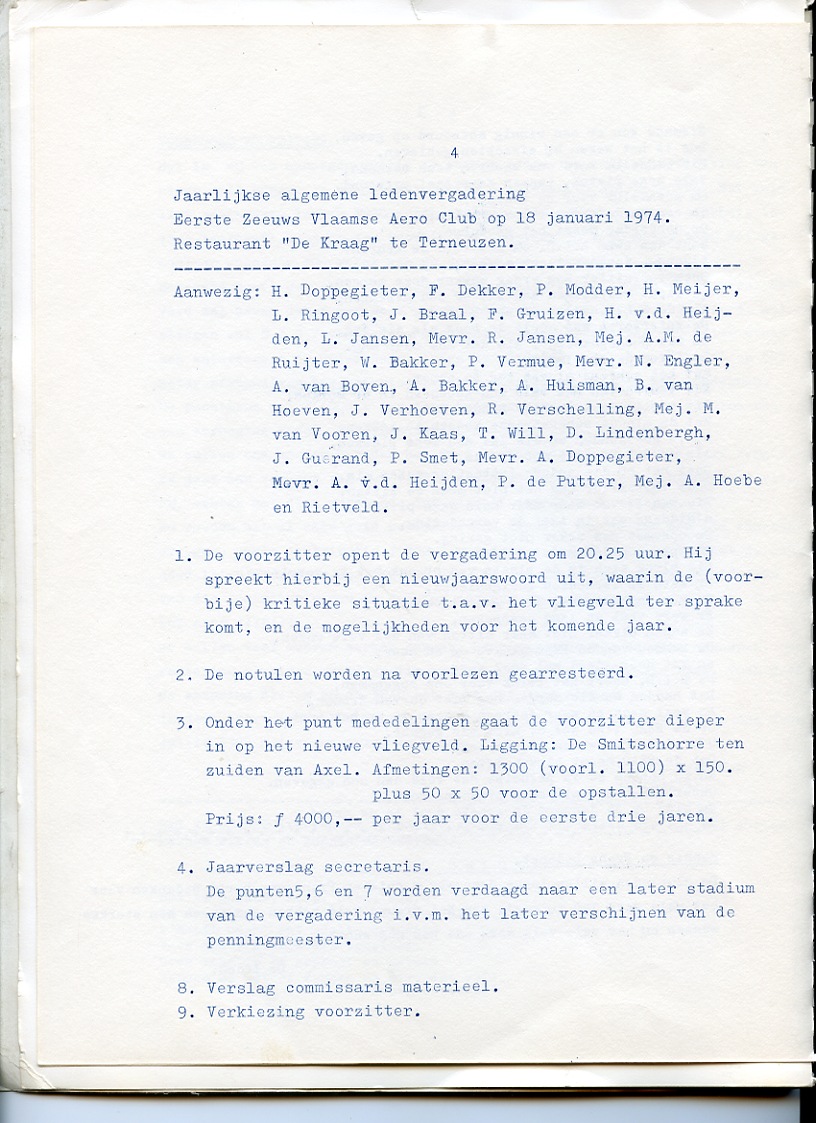 4
Jaarlijkse algemene ledenvergadering
Eerste Zeeuws Vlaamse Aero Club op 18 januari 1974.
Restaurant "De Kraag" te Terneuzen.
Aanwezig: H. Doppegieter, F. Dekker, P. Modder, H. Meijer,
L. Ringoot, J. Braal, F. Gruizen, H. v.d. Heij-
den, L. Jansen, Mevr. R. Jansen, Mej. A.M. de
Ruijter, W. Bakker, P. Vermue, Mevr. N. Engler,
A. van Boven, A. Bakker, A. Huisman, B. van
Hoeven, J. Verhoeven, R. Verschelling, Mej. M.
van Vooren, J. Kaas, T. Will, D. Lindenbergh,
J. Guerand, P. Smet, Mevr. A. Doppegieter,
Mevr. A. v.d. Heijden, P. de Putter, Mej. A. Hoebe
en Rietveld.
1. De voorzitter opent de vergadering om 20.25 uur. Hij
spreekt hierbij een nieuwjaarswoord uit, waarin de (voor-
bije) kritieke situatie t.a.v. het vliegveld ter sprake
komt, en de mogelijkheden voor het komende jaar.
2. De notulen worden na voorlezen gearresteerd.
3. Onder het punt mededelingen gaat de voorzitter dieper
in op het nieuwe vliegveld. Ligging: De Smitschorre ten
zuiden van Axel. Afmetingen: 1300 (voorl. 1100) x 150.
plus 50 x 50 voor de opstallen.
Prijs: ƒ 4000,-- per jaar voor de eerste drie jaren.
4. Jaarverslag secretaris.
De punten5,6 en 7 worden verdaagd naar een later stadium
van de vergadering i.v.m. het later verschijnen van de
penningmeester.
8. Verslag commissaris materieel.
9. Verkiezing voorzitter.